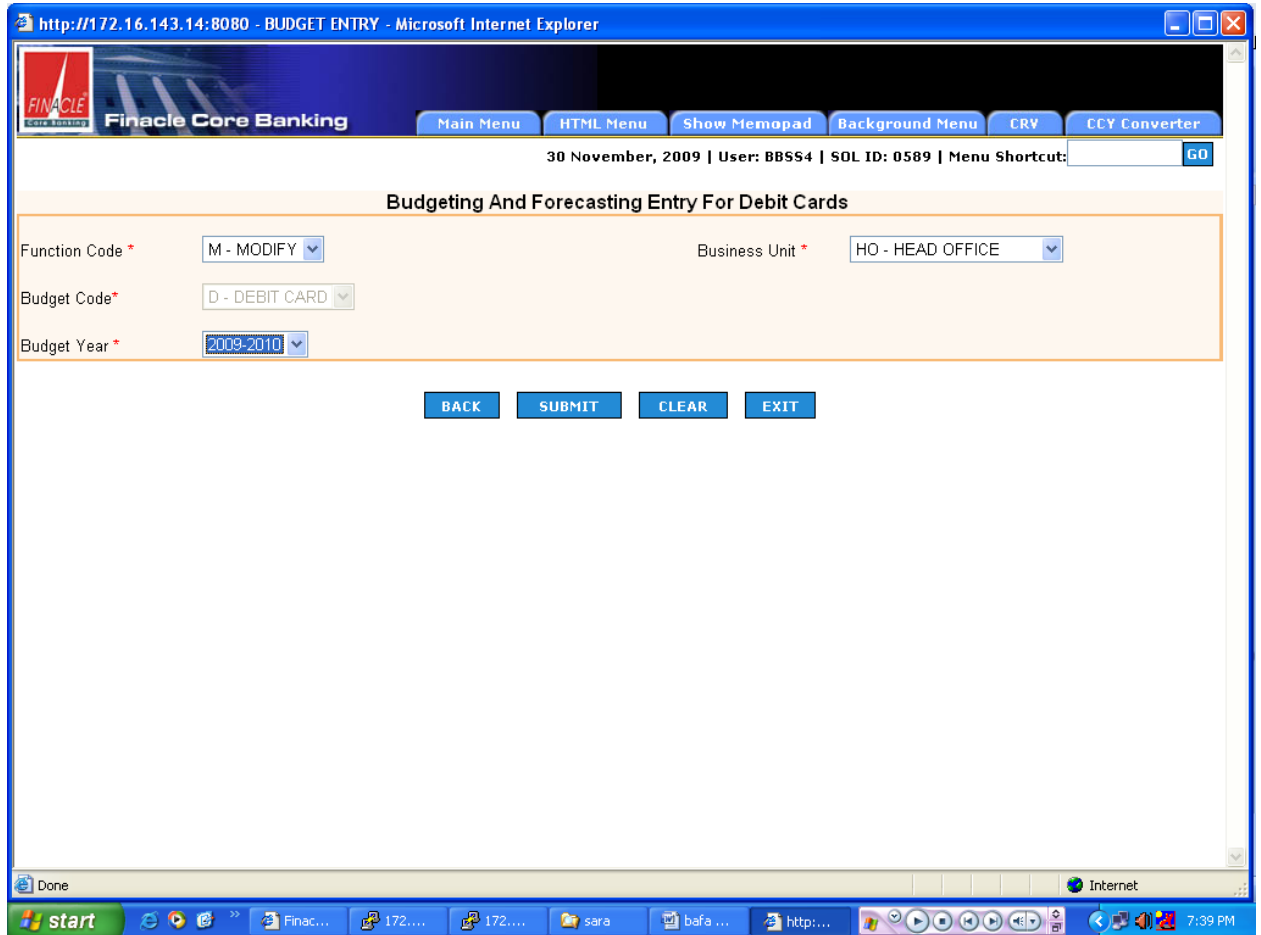 http://172.16.143.14:8080 - BUDGET ENTRY - Microsoft Internet Explorer
FINACLE
Core Banking
Finacle Core Banking
Main Menu HTML Menu Show Memopad Background Menu CRV CCY Converter
30 November, 2009 | User: BBSS4 | SOL ID: 0589 | Menu Shortcut: GO
Budgeting And Forecasting Entry For Debit Cards
Function Code * M - MODIFY Business Unit * HO - HEAD OFFICE
Budget Code* D - DEBIT CARD
Budget Year * 2009-2010
BACK SUBMIT CLEAR EXIT
Done Internet
start Finac... 172.... 172.... sara bafa ... http:... 7:39 PM